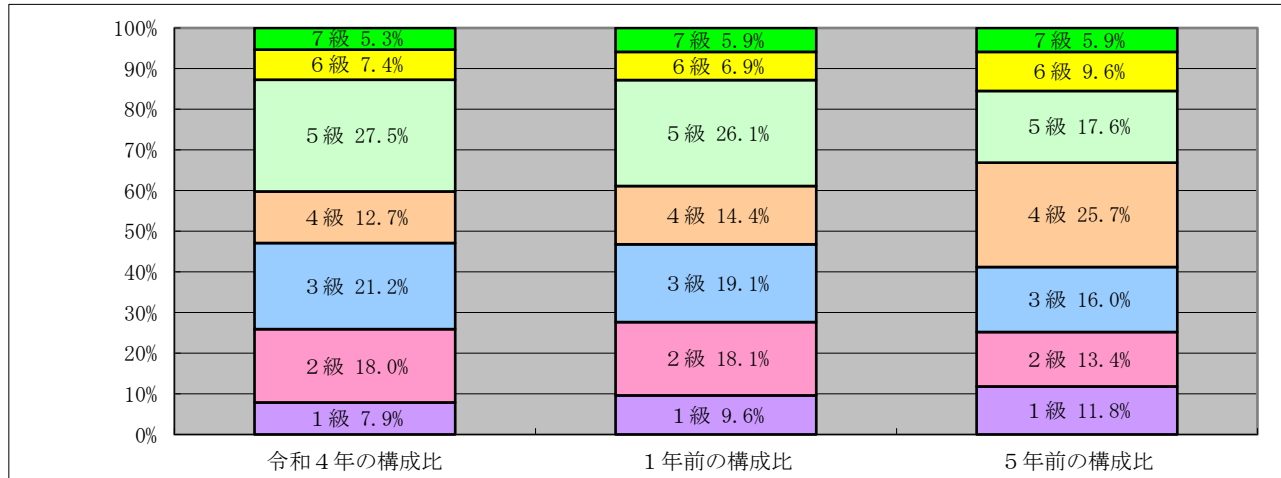 100%
90%
80%
70%
60%
50%
40%
30%
20%
10%
0%
7級 5.3%
6級 7.4%
5級 27.5%
4級 12.7%
3級 21.2%
2級 18.0%
1級 7.9%
7級 5.9%
6級 6.9%
5級 26.1%
4級 14.4%
3級 19.1%
2級 18.1%
1級 9.6%
7級 5.9%
6級 9.6%
5級 17.6%
4級 25.7%
3級 16.0%
2級 13.4%
1級 11.8%
令和4年の構成比
1年前の構成比
5年前の構成比